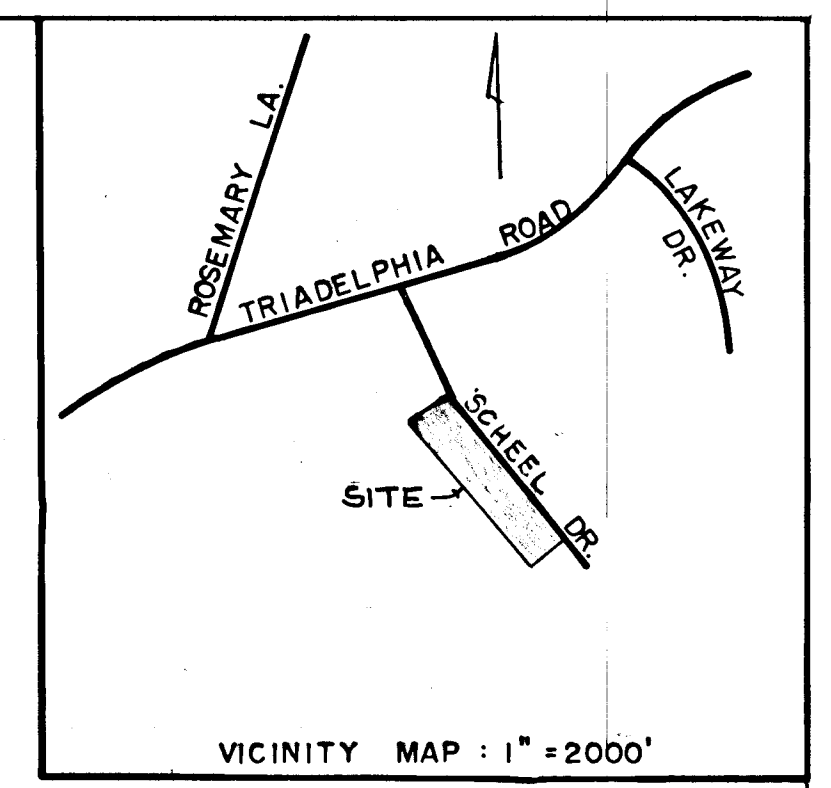 ROSEMARY LA.
TRIADELPHIA ROAD
LAKEWAY
DR.
SCHEEL DR.
SITE
VICINITY MAP : 1" = 2000'